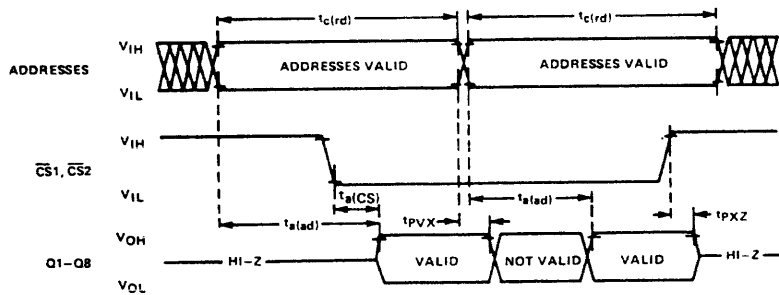 tc(rd) tc(rd)
VIH
ADDRESSES ADDRESSES VALID ADDRESSES VALID
VIL
VIH
CS1, CS2
VIL
ta(CS)
ta(ad) tPVX ta(ad) tPXZ
VOH
Q1–Q8 HI-Z VALID NOT VALID VALID HI-Z
VOL